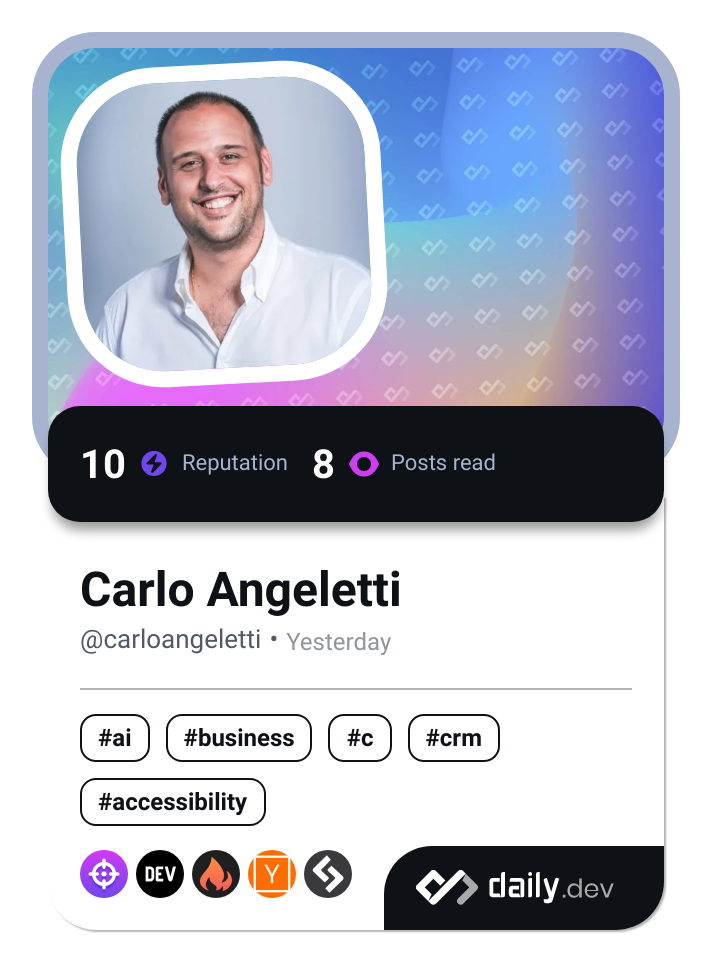 10 Reputation 8 Posts read
Carlo Angeletti
@carloangeletti • Yesterday
#ai #business #c #crm
#accessibility
DEV Y daily.dev